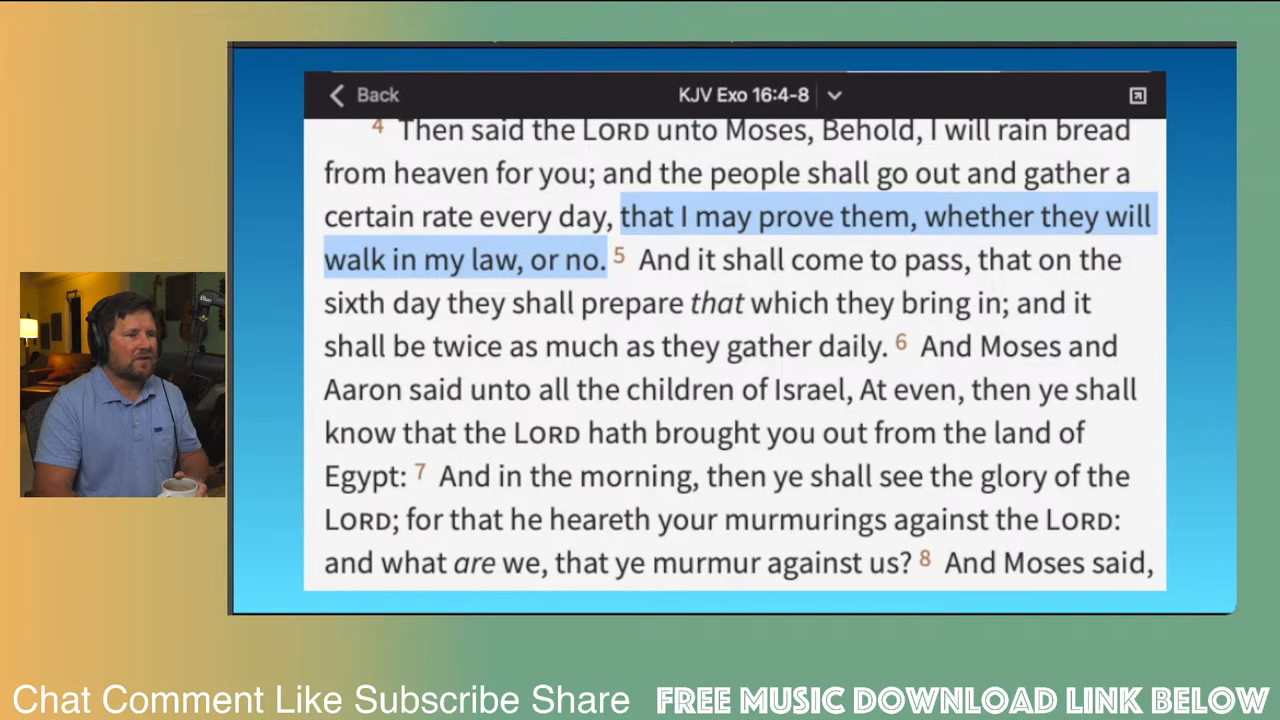 Back
KJV Exo 16:4-8
4 Then said the LORD unto Moses, Behold, I will rain bread
from heaven for you; and the people shall go out and gather a
certain rate every day, that I may prove them, whether they will
walk in my law, or no. 5 And it shall come to pass, that on the
sixth day they shall prepare that which they bring in; and it
shall be twice as much as they gather daily. 6 And Moses and
Aaron said unto all the children of Israel, At even, then ye shall
know that the LORD hath brought you out from the land of
Egypt: 7 And in the morning, then ye shall see the glory of the
LORD; for that he heareth your murmurings against the LORD:
and what are we, that ye murmur against us? 8 And Moses said,
Chat Comment Like Subscribe Share
FREE MUSIC DOWNLOAD LINK BELOW